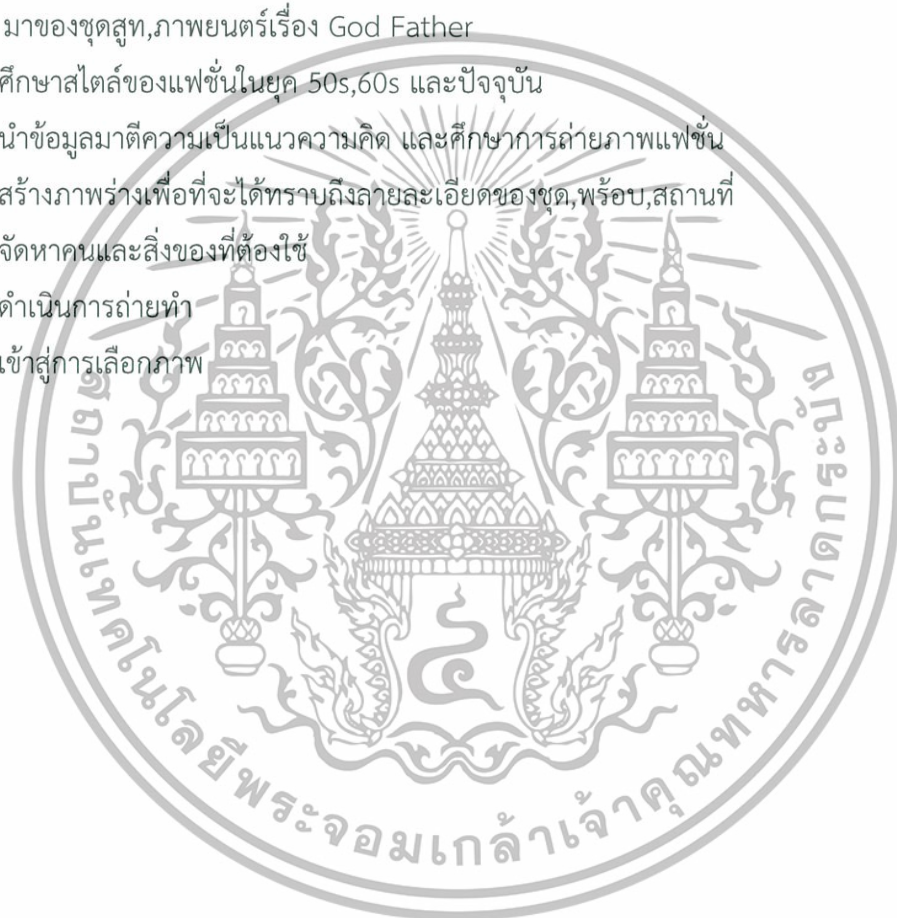 มาของชุดสูท,ภาพยนตร์เรื่อง God Father
ศึกษาสไตล์ของแฟชั่นในยุค 50s,60s และปัจจุบัน
นำข้อมูลมาตีความเป็นแนวความคิด และศึกษาการถ่ายภาพแฟชั่น
สร้างภาพร่างเพื่อที่จะได้ทราบถึงลายละเอียดของชุด,พร้อบ,สถานที่
จัดหาคนและสิ่งของที่ต้องใช้
ดำเนินการถ่ายทำ
เข้าสู่การเลือกภาพ
๔
สถาบันเทคโนโลยีพระจอมเกล้าเจ้าคุณทหารลาดกระบัง